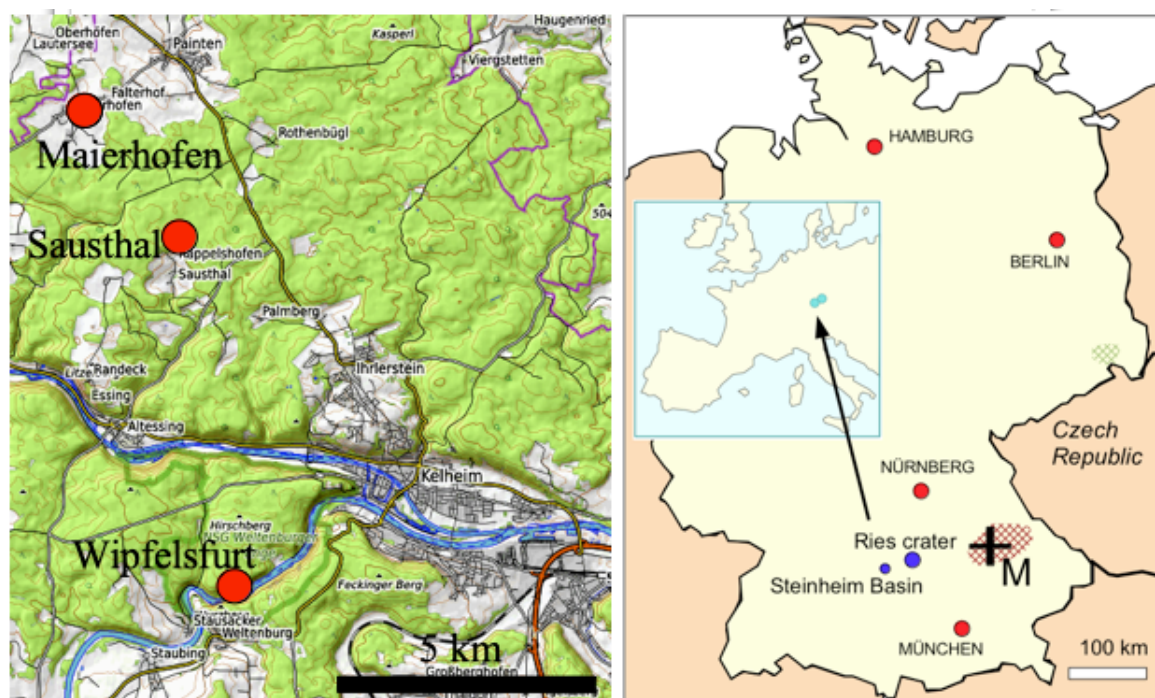 Oberhofen
Lautersee
Painten
Kasperl
Haugenried
Viergstetten
Falterhof
Maierhofen
Rothenbügl
504
Sausthal
Kappelshofen
Sausthal
Palmberg
Ihrlerstein
Randeck
Essing
Altessing
Kelheim
Hirschberg
NSG Weltenburger
Wipfelsfurt
Feckinger Berg
Stausacker
Weltenburg
Staubing
5 km
Großberghofen
HAMBURG
BERLIN
Czech
Republic
NÜRNBERG
Ries crater
M
Steinheim Basin
MÜNCHEN
100 km